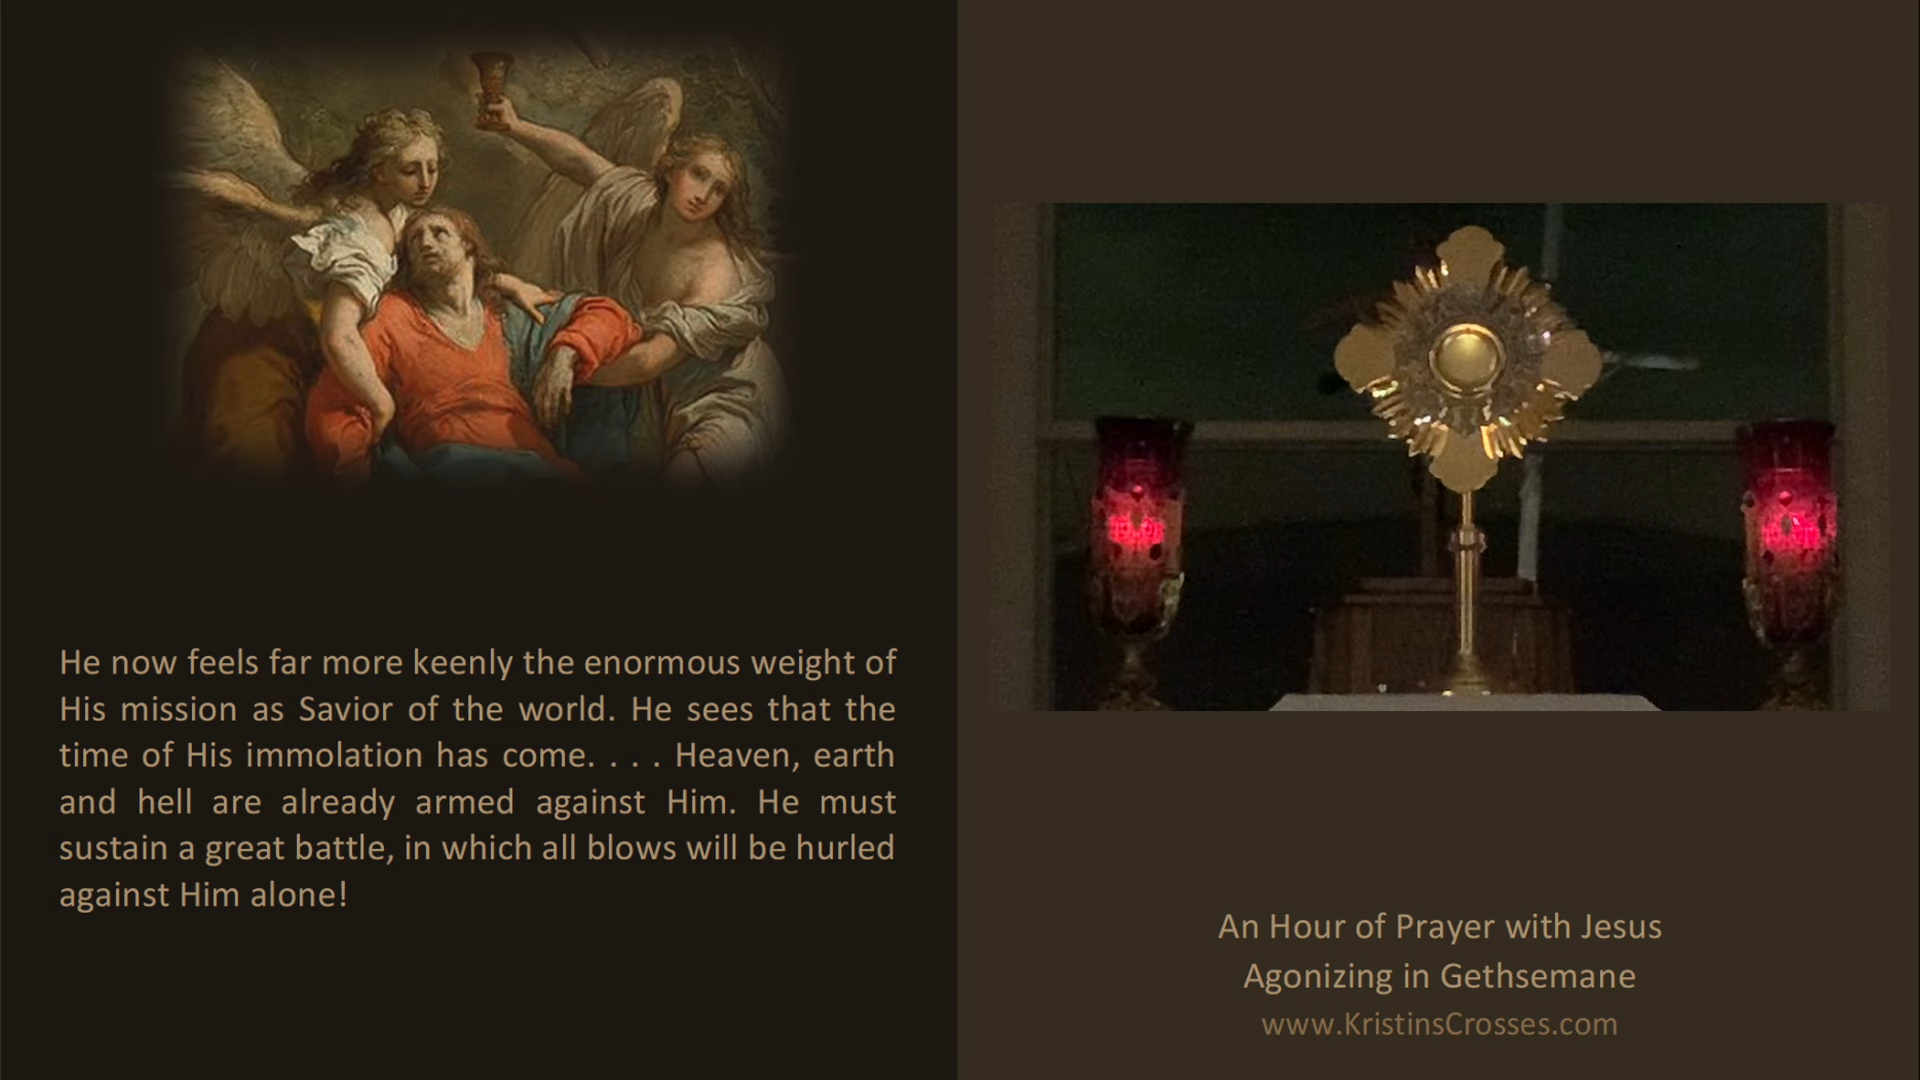 He now feels far more keenly the enormous weight of
His mission as Savior of the world. He sees that the
time of His immolation has come. . . . Heaven, earth
and hell are already armed against Him. He must
sustain a great battle, in which all blows will be hurled
against Him alone!
An Hour of Prayer with Jesus
Agonizing in Gethsemane
www.KristinsCrosses.com